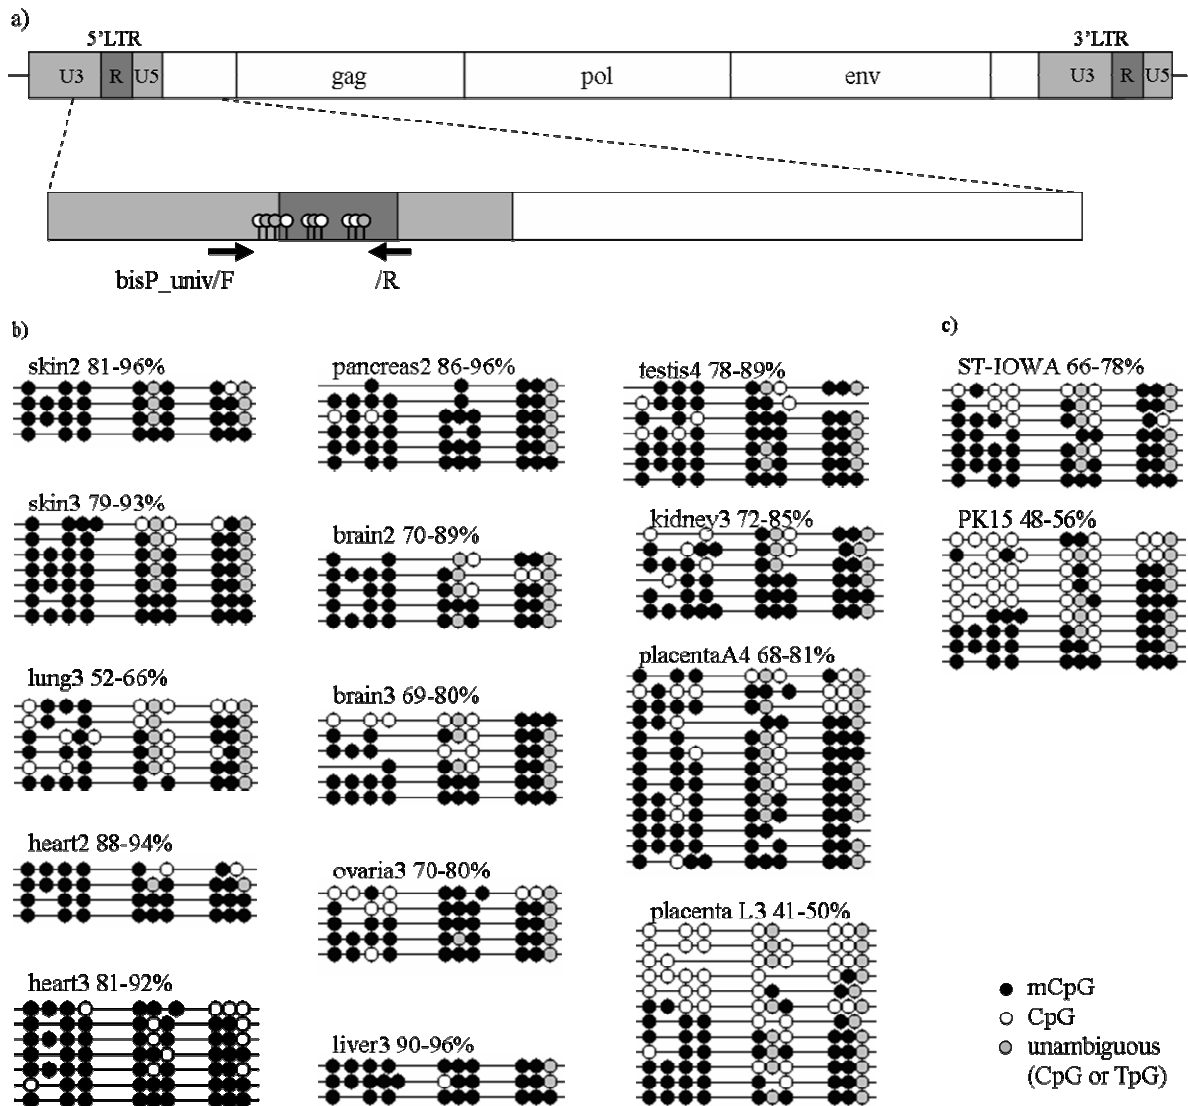 a)
5'LTR
3'LTR
U3 R U5 gag pol env U3 R U5
bisP_univ/F /R
b)
skin2 81-96%
skin3 79-93%
lung3 52-66%
heart2 88-94%
heart3 81-92%
pancreas2 86-96%
brain2 70-89%
brain3 69-80%
ovaria3 70-80%
liver3 90-96%
testis4 78-89%
kidney3 72-85%
placentaA4 68-81%
placenta L3 41-50%
c)
ST-IOWA 66-78%
PK15 48-56%
mCpG
CpG
unambiguous
(CpG or TpG)